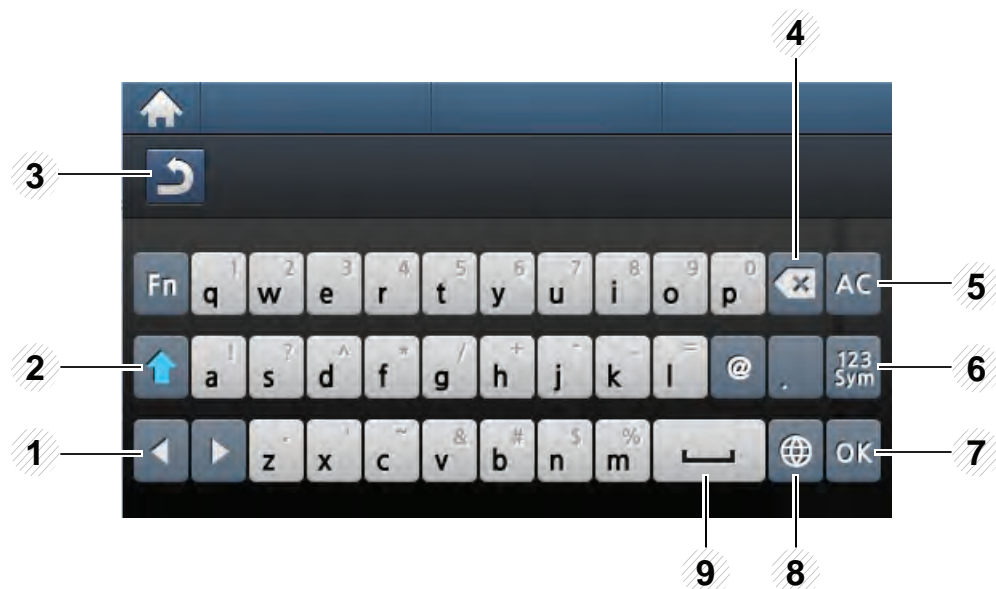 4
3
Fn q 1 w 2 e 3 r 4 t 5 y 6 u 7 i 8 o 9 p 0 AC 5
2 a ! s ? d ^ f * g / h + j - k _ l = @ . 123 Sym 6
1 z . x ' c ~ v & b # n $ m % OK 7
9 8